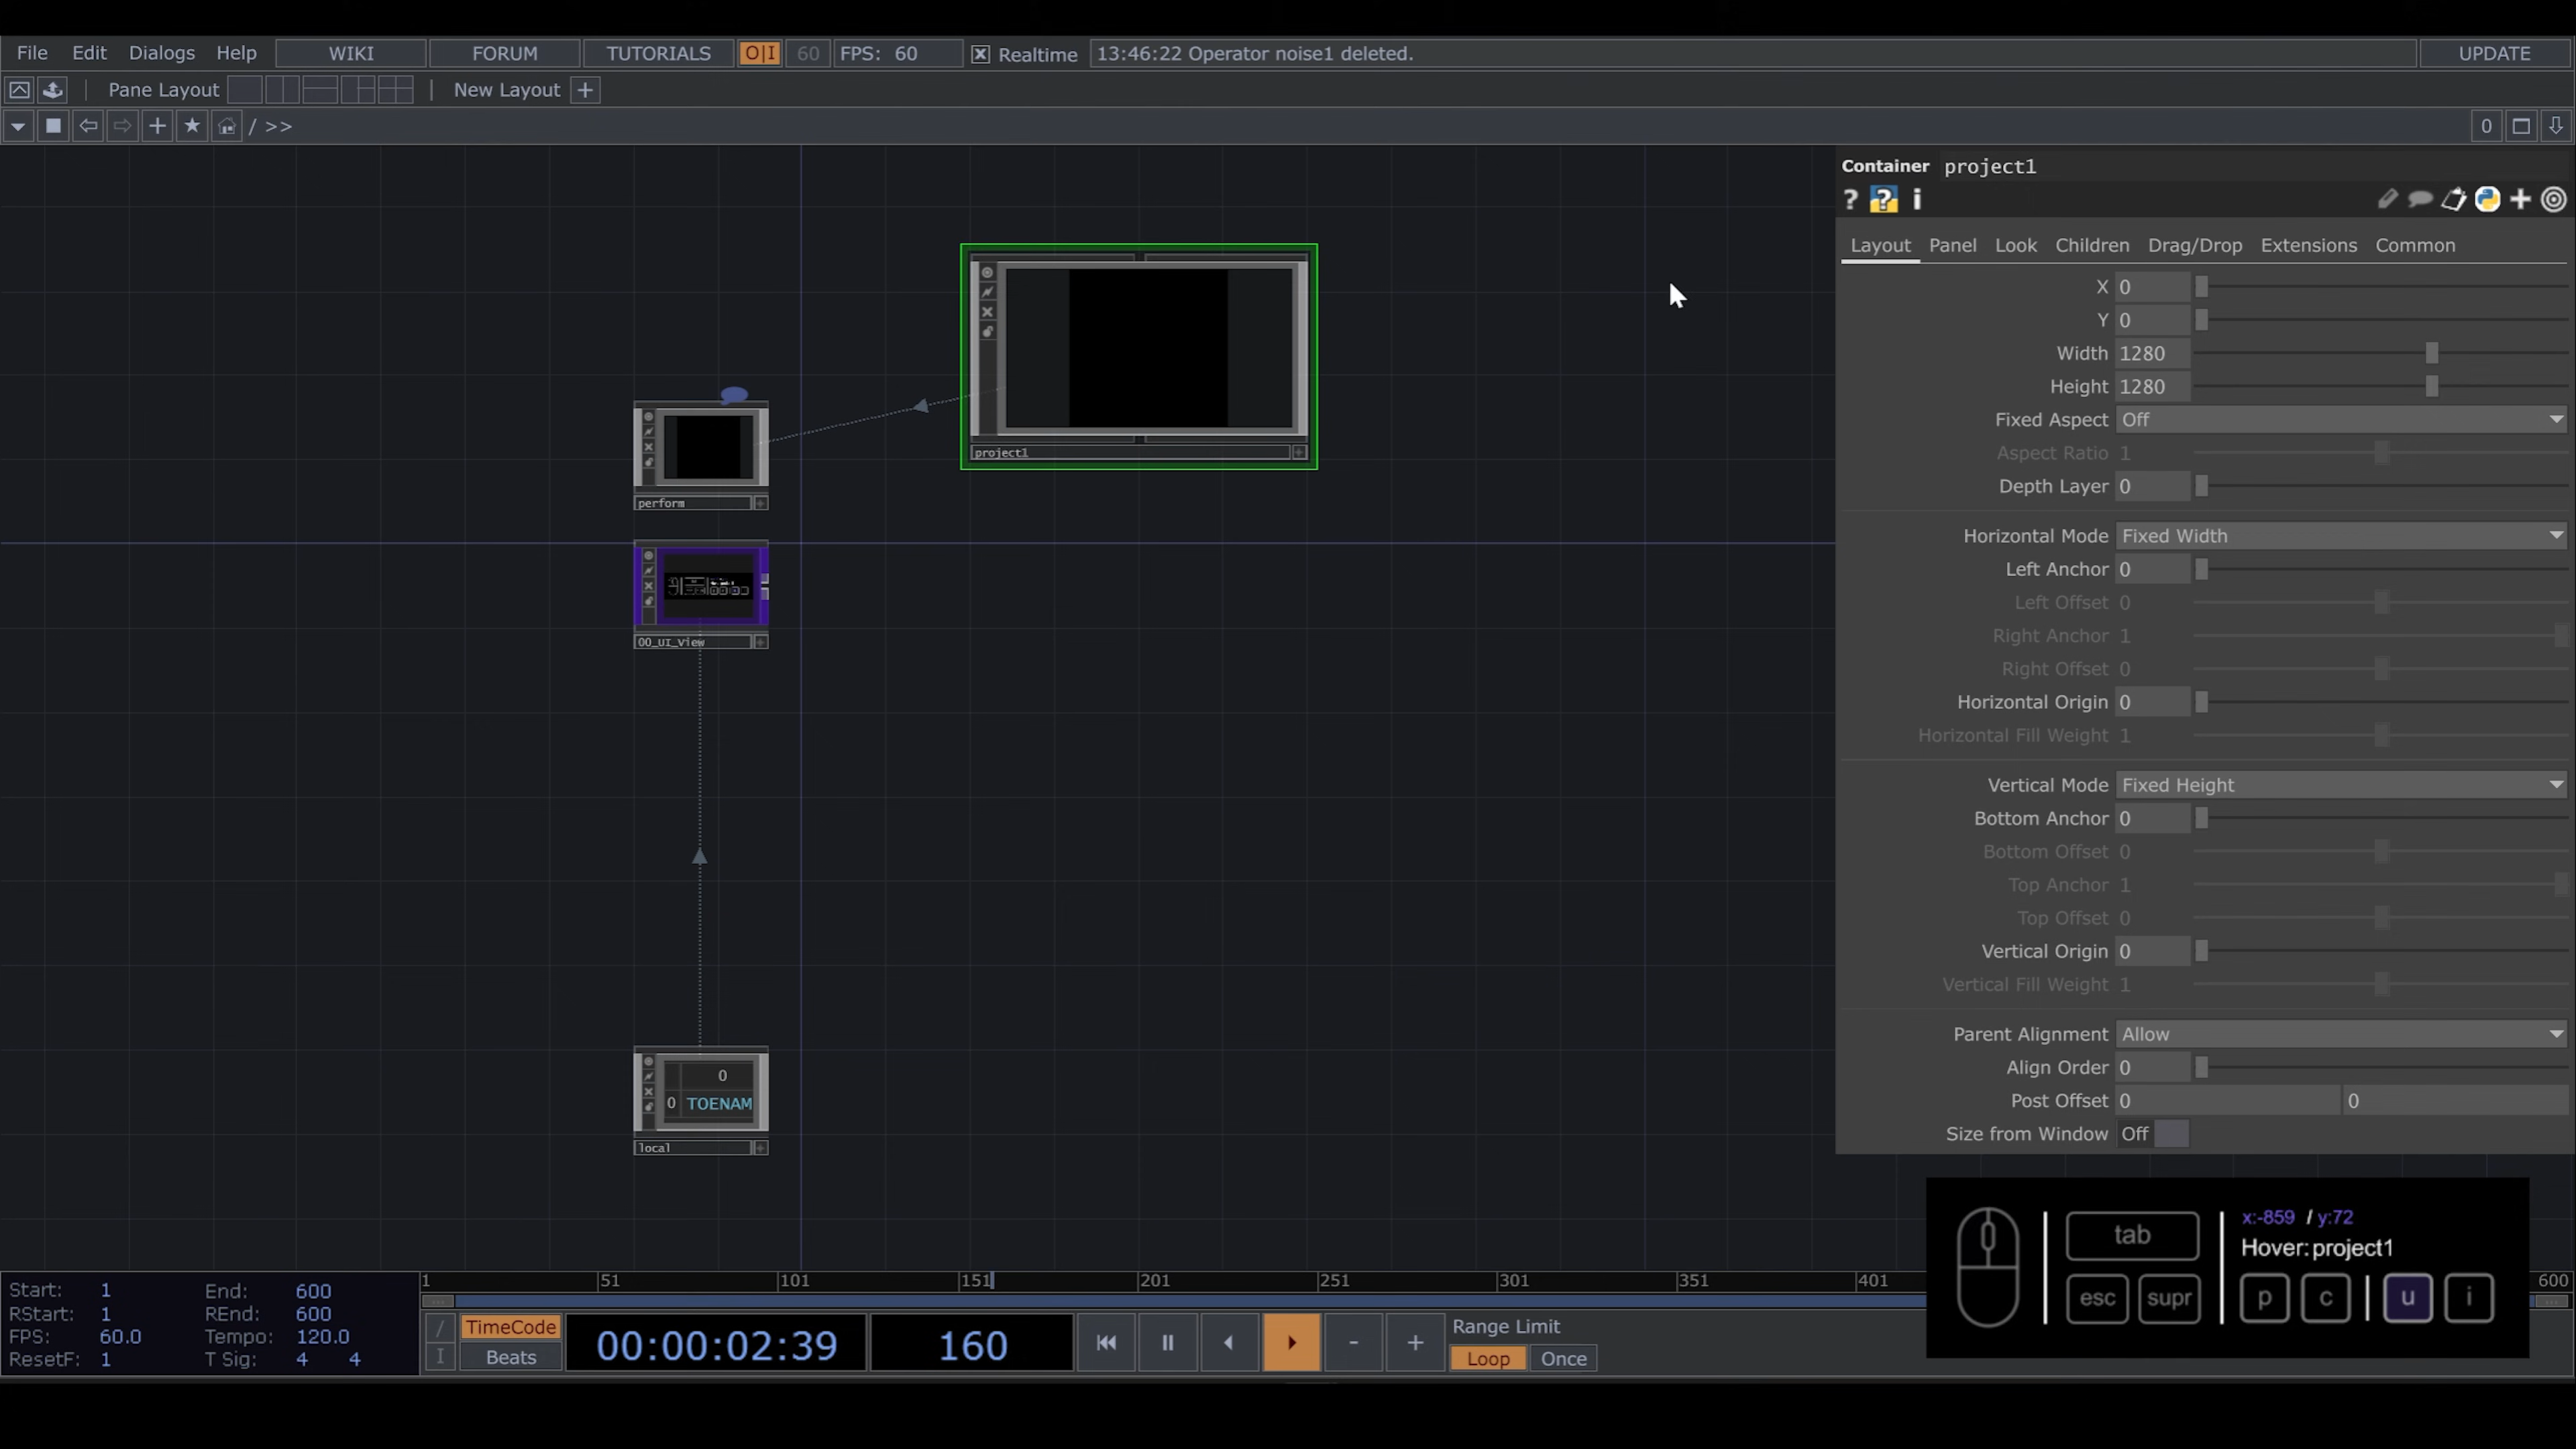 File Edit Dialogs Help WIKI FORUM TUTORIALS O|I 60 FPS: 60 Realtime 13:46:22 Operator noise1 deleted. UPDATE
Pane Layout New Layout +
/ >> 0
Container project1
? ? i
Layout Panel Look Children Drag/Drop Extensions Common
X 0
Y 0
Width 1280
Height 1280
Fixed Aspect Off
Aspect Ratio 1
Depth Layer 0
Horizontal Mode Fixed Width
Left Anchor 0
Left Offset 0
Right Anchor 1
Right Offset 0
Horizontal Origin 0
Horizontal Fill Weight 1
Vertical Mode Fixed Height
Bottom Anchor 0
Bottom Offset 0
Top Anchor 1
Top Offset 0
Vertical Origin 0
Vertical Fill Weight 1
Parent Alignment Allow
Align Order 0
Post Offset 0 0
Size from Window Off
project1
perform
00_UI_View
0
0 TOENAM
local
tab
esc supr
x:-859 / y:72
Hover: project1
p c u i
1 51 101 151 201 251 301 351 401 600
Start: 1 End: 600
RStart: 1 REnd: 600
FPS: 60.0 Tempo: 120.0
ResetF: 1 T Sig: 4 4
/ TimeCode
I Beats
00:00:02:39 160
- +
Range Limit
Loop Once